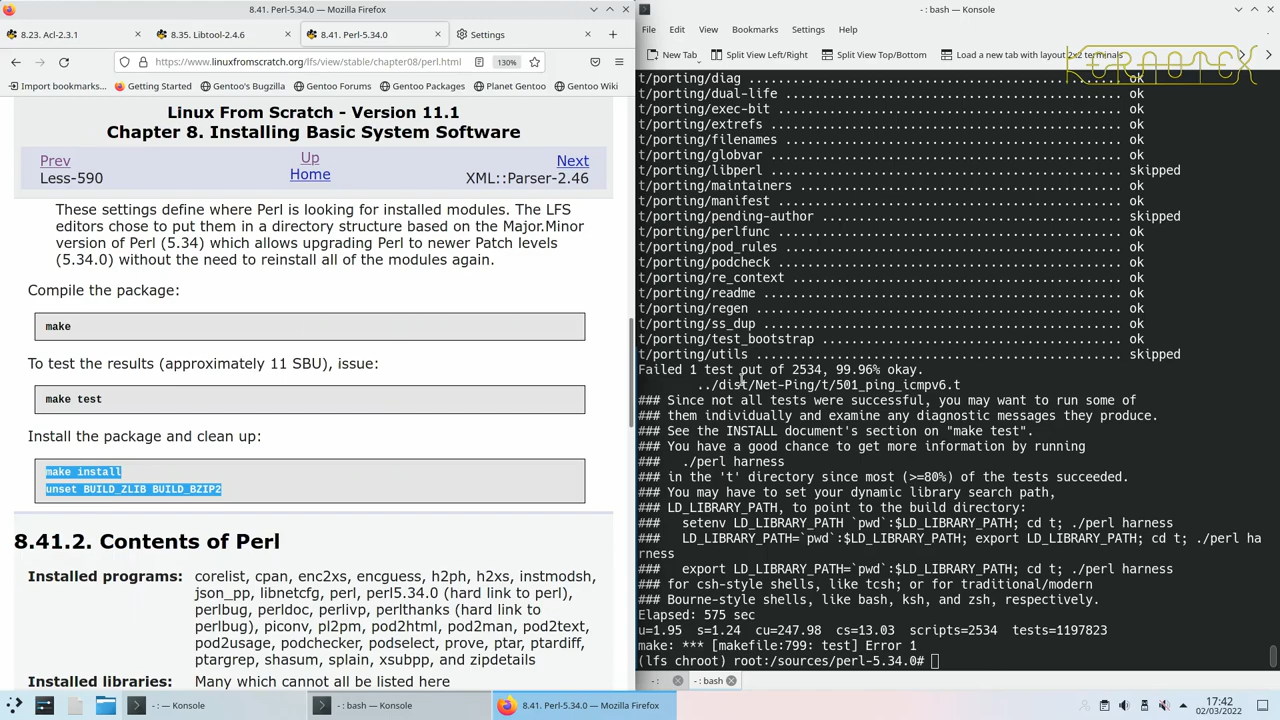 8.41. Perl-5.34.0 — Mozilla Firefox
8.23. Acl-2.3.1
8.35. Libtool-2.4.6
8.41. Perl-5.34.0
Settings
https://www.linuxfromscratch.org/lfs/view/stable/chapter08/perl.html
130%
Import bookmarks...
Getting Started
Gentoo's Bugzilla
Gentoo Forums
Gentoo Packages
Planet Gentoo
Gentoo Wiki
Linux From Scratch - Version 11.1
Chapter 8. Installing Basic System Software
Prev
Up
Next
Less-590
Home
XML::Parser-2.46
These settings define where Perl is looking for installed modules. The LFS
editors chose to put them in a directory structure based on the Major.Minor
version of Perl (5.34) which allows upgrading Perl to newer Patch levels
(5.34.0) without the need to reinstall all of the modules again.
Compile the package:
make
To test the results (approximately 11 SBU), issue:
make test
Install the package and clean up:
make install
unset BUILD_ZLIB BUILD_BZIP2
8.41.2. Contents of Perl
Installed programs:
corelist, cpan, enc2xs, encguess, h2ph, h2xs, instmodsh,
json_pp, libnetcfg, perl, perl5.34.0 (hard link to perl),
perlbug, perldoc, perlivp, perlthanks (hard link to
perlbug), piconv, pl2pm, pod2html, pod2man, pod2text,
pod2usage, podchecker, podselect, prove, ptar, ptardiff,
ptargrep, shasum, splain, xsubpp, and zipdetails
Installed libraries:
Many which cannot all be listed here
- : bash — Konsole
File Edit View Bookmarks Settings Help
New Tab
Split View Left/Right
Split View Top/Bottom
Load a new tab with layout 2x2 terminals
KERNOTEX
t/porting/diag ................................................. ok
t/porting/dual-life ............................................ ok
t/porting/exec-bit ............................................. ok
t/porting/extrefs .............................................. ok
t/porting/filenames ............................................ ok
t/porting/globvar .............................................. ok
t/porting/libperl .............................................. skipped
t/porting/maintainers .......................................... ok
t/porting/manifest ............................................. ok
t/porting/pending-author ....................................... skipped
t/porting/perlfunc ............................................. ok
t/porting/pod_rules ............................................ ok
t/porting/podcheck ............................................. ok
t/porting/re_context ........................................... ok
t/porting/readme ............................................... ok
t/porting/regen ................................................ ok
t/porting/ss_dup ............................................... ok
t/porting/test_bootstrap ....................................... ok
t/porting/utils ................................................ skipped
Failed 1 test out of 2534, 99.96% okay.
../dist/Net-Ping/t/501_ping_icmpv6.t
### Since not all tests were successful, you may want to run some of
### them individually and examine any diagnostic messages they produce.
### See the INSTALL document's section on "make test".
### You have a good chance to get more information by running
### ./perl harness
### in the 't' directory since most (>=80%) of the tests succeeded.
### You may have to set your dynamic library search path,
### LD_LIBRARY_PATH, to point to the build directory:
### setenv LD_LIBRARY_PATH `pwd`:$LD_LIBRARY_PATH; cd t; ./perl harness
### LD_LIBRARY_PATH=`pwd`:$LD_LIBRARY_PATH; export LD_LIBRARY_PATH; cd t; ./perl ha
rness
### export LD_LIBRARY_PATH=`pwd`:$LD_LIBRARY_PATH; cd t; ./perl harness
### for csh-style shells, like tcsh; or for traditional/modern
### Bourne-style shells, like bash, ksh, and zsh, respectively.
Elapsed: 575 sec
u=1.95 s=1.24 cu=247.98 cs=13.03 scripts=2534 tests=1197823
make: *** [makefile:799: test] Error 1
(lfs chroot) root:/sources/perl-5.34.0#
- :
- : bash
- : — Konsole
- : bash — Konsole
8.41. Perl-5.34.0 — Mozilla Firefox
17:42
02/03/2022